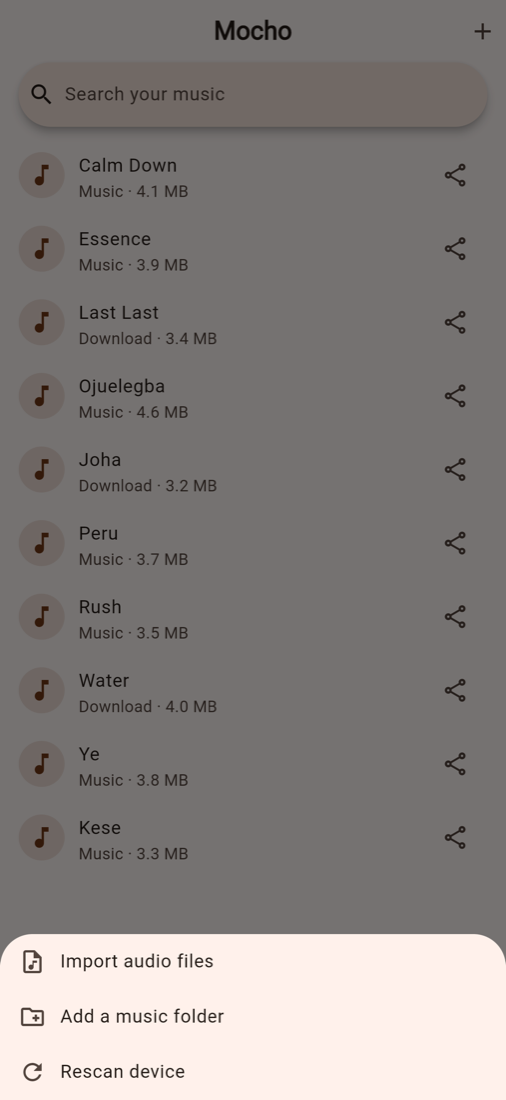 Mocho
Search your music
Calm Down
Music · 4.1 MB
Essence
Music · 3.9 MB
Last Last
Download · 3.4 MB
Ojuelegba
Music · 4.6 MB
Joha
Download · 3.2 MB
Peru
Music · 3.7 MB
Rush
Music · 3.5 MB
Water
Download · 4.0 MB
Ye
Music · 3.8 MB
Kese
Music · 3.3 MB
Import audio files
Add a music folder
Rescan device